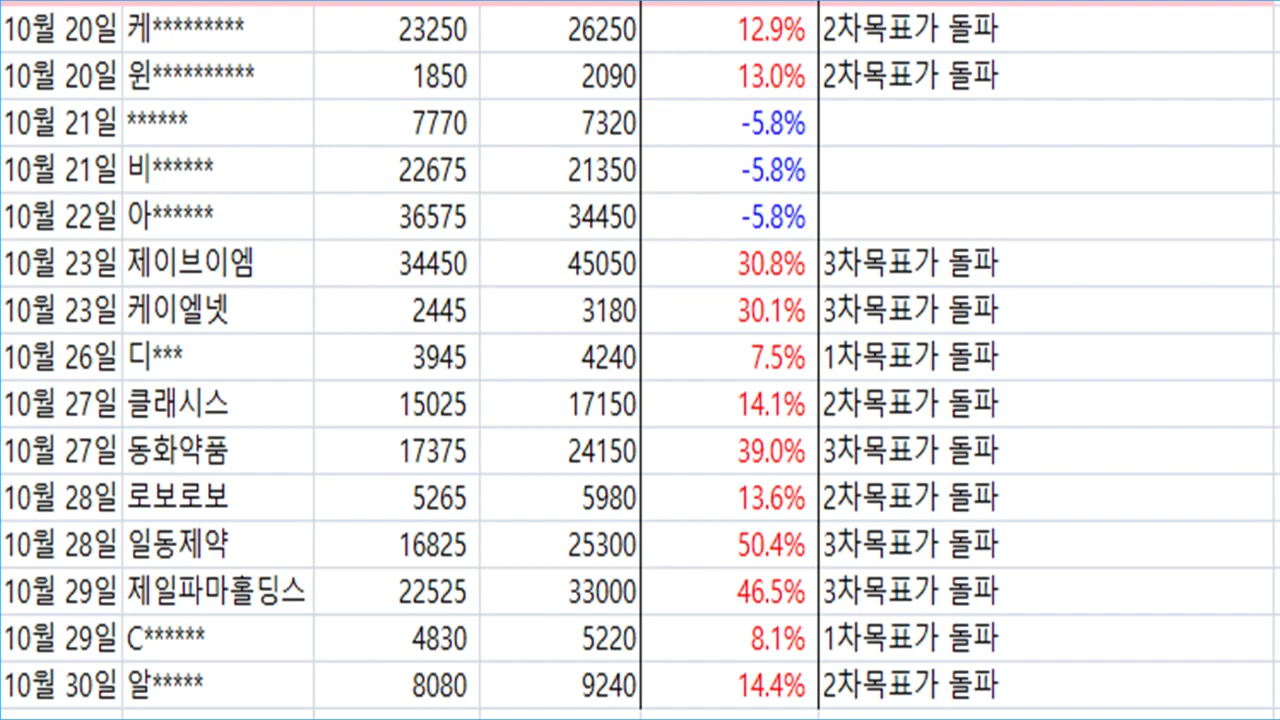 10월 20일 케********* 23250 26250 12.9% 2차목표가 돌파
10월 20일 윈********** 1850 2090 13.0% 2차목표가 돌파
10월 21일 ****** 7770 7320 -5.8%
10월 21일 비****** 22675 21350 -5.8%
10월 22일 아****** 36575 34450 -5.8%
10월 23일 제이브이엠 34450 45050 30.8% 3차목표가 돌파
10월 23일 케이엘넷 2445 3180 30.1% 3차목표가 돌파
10월 26일 디*** 3945 4240 7.5% 1차목표가 돌파
10월 27일 클래시스 15025 17150 14.1% 2차목표가 돌파
10월 27일 동화약품 17375 24150 39.0% 3차목표가 돌파
10월 28일 로보로보 5265 5980 13.6% 2차목표가 돌파
10월 28일 일동제약 16825 25300 50.4% 3차목표가 돌파
10월 29일 제일파마홀딩스 22525 33000 46.5% 3차목표가 돌파
10월 29일 C****** 4830 5220 8.1% 1차목표가 돌파
10월 30일 알***** 8080 9240 14.4% 2차목표가 돌파